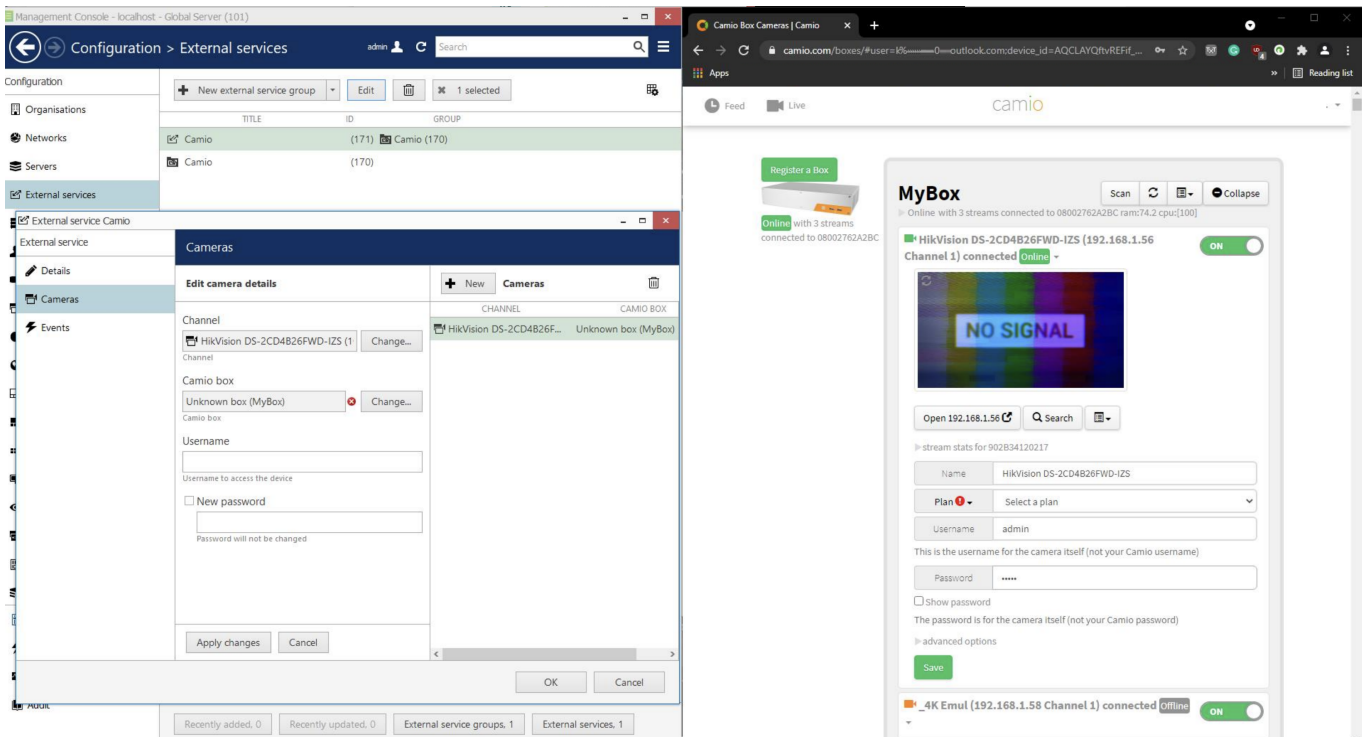 Management Console - localhost - Global Server (101)
Configuration > External services
admin
Search
Configuration
Organisations
Networks
Servers
External services
Audit
New external service group
Edit
1 selected
TITLE ID GROUP
Camio (171) Camio (170)
Camio (170)
External service Camio
External service
Details
Cameras
Events
Cameras
Edit camera details
Channel
HikVision DS-2CD4B26FWD-IZS (1
Change...
Channel
Camio box
Unknown box (MyBox)
Change...
Camio box
Username
Username to access the device
New password
Password will not be changed
Apply changes
Cancel
New
Cameras
CHANNEL CAMIO BOX
HikVision DS-2CD4B26F... Unknown box (MyBox)
OK
Cancel
Recently added, 0
Recently updated, 0
External service groups, 1
External services, 1
Camio Box Cameras | Camio
Apps
Reading list
Feed
Live
camio
Register a Box
Online with 3 streams
connected to 08002762A2BC
MyBox
Scan
Collapse
Online with 3 streams connected to 08002762A2BC ram:74.2 cpu:[100]
HikVision DS-2CD4B26FWD-IZS (192.168.1.56
Channel 1) connected Online
ON
NO SIGNAL
Open 192.168.1.56
Search
stream stats for 902B34120217
Name HikVision DS-2CD4B26FWD-IZS
Plan Select a plan
Username admin
This is the username for the camera itself (not your Camio username)
Password •••••
Show password
The password is for the camera itself (not your Camio password)
advanced options
Save
_4K Emul (192.168.1.58 Channel 1) connected Offline
ON